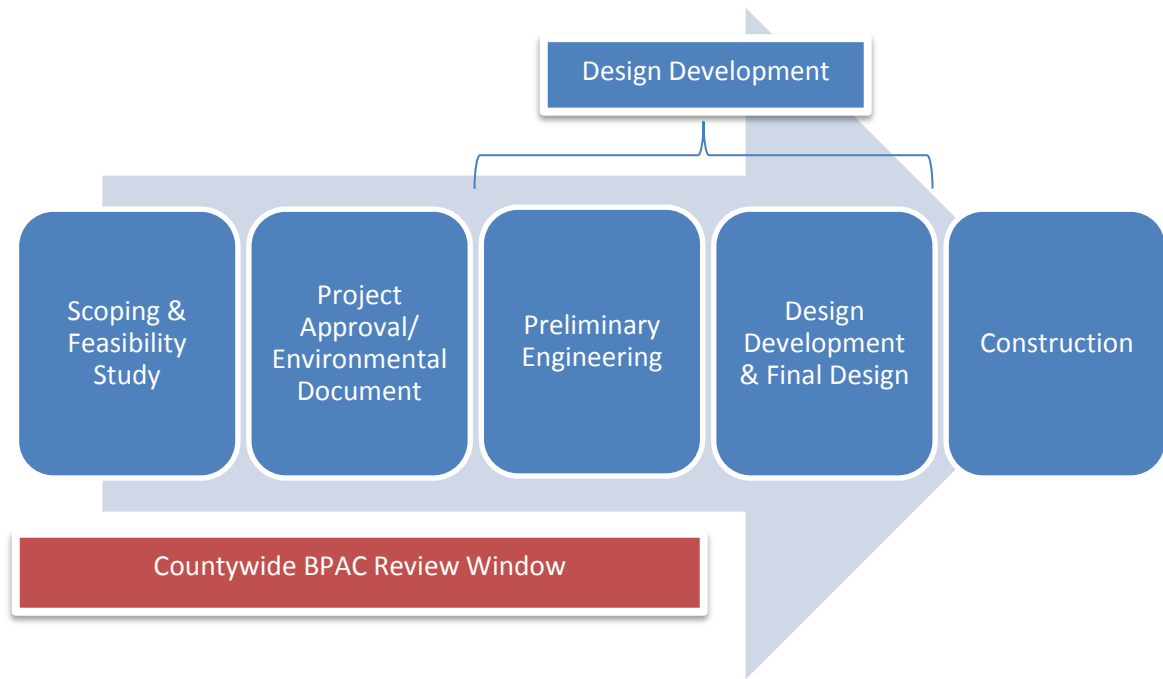 Design Development
Scoping &
Feasibility
Study
Project
Approval/
Environmental
Document
Preliminary
Engineering
Design
Development
& Final Design
Construction
Countywide BPAC Review Window